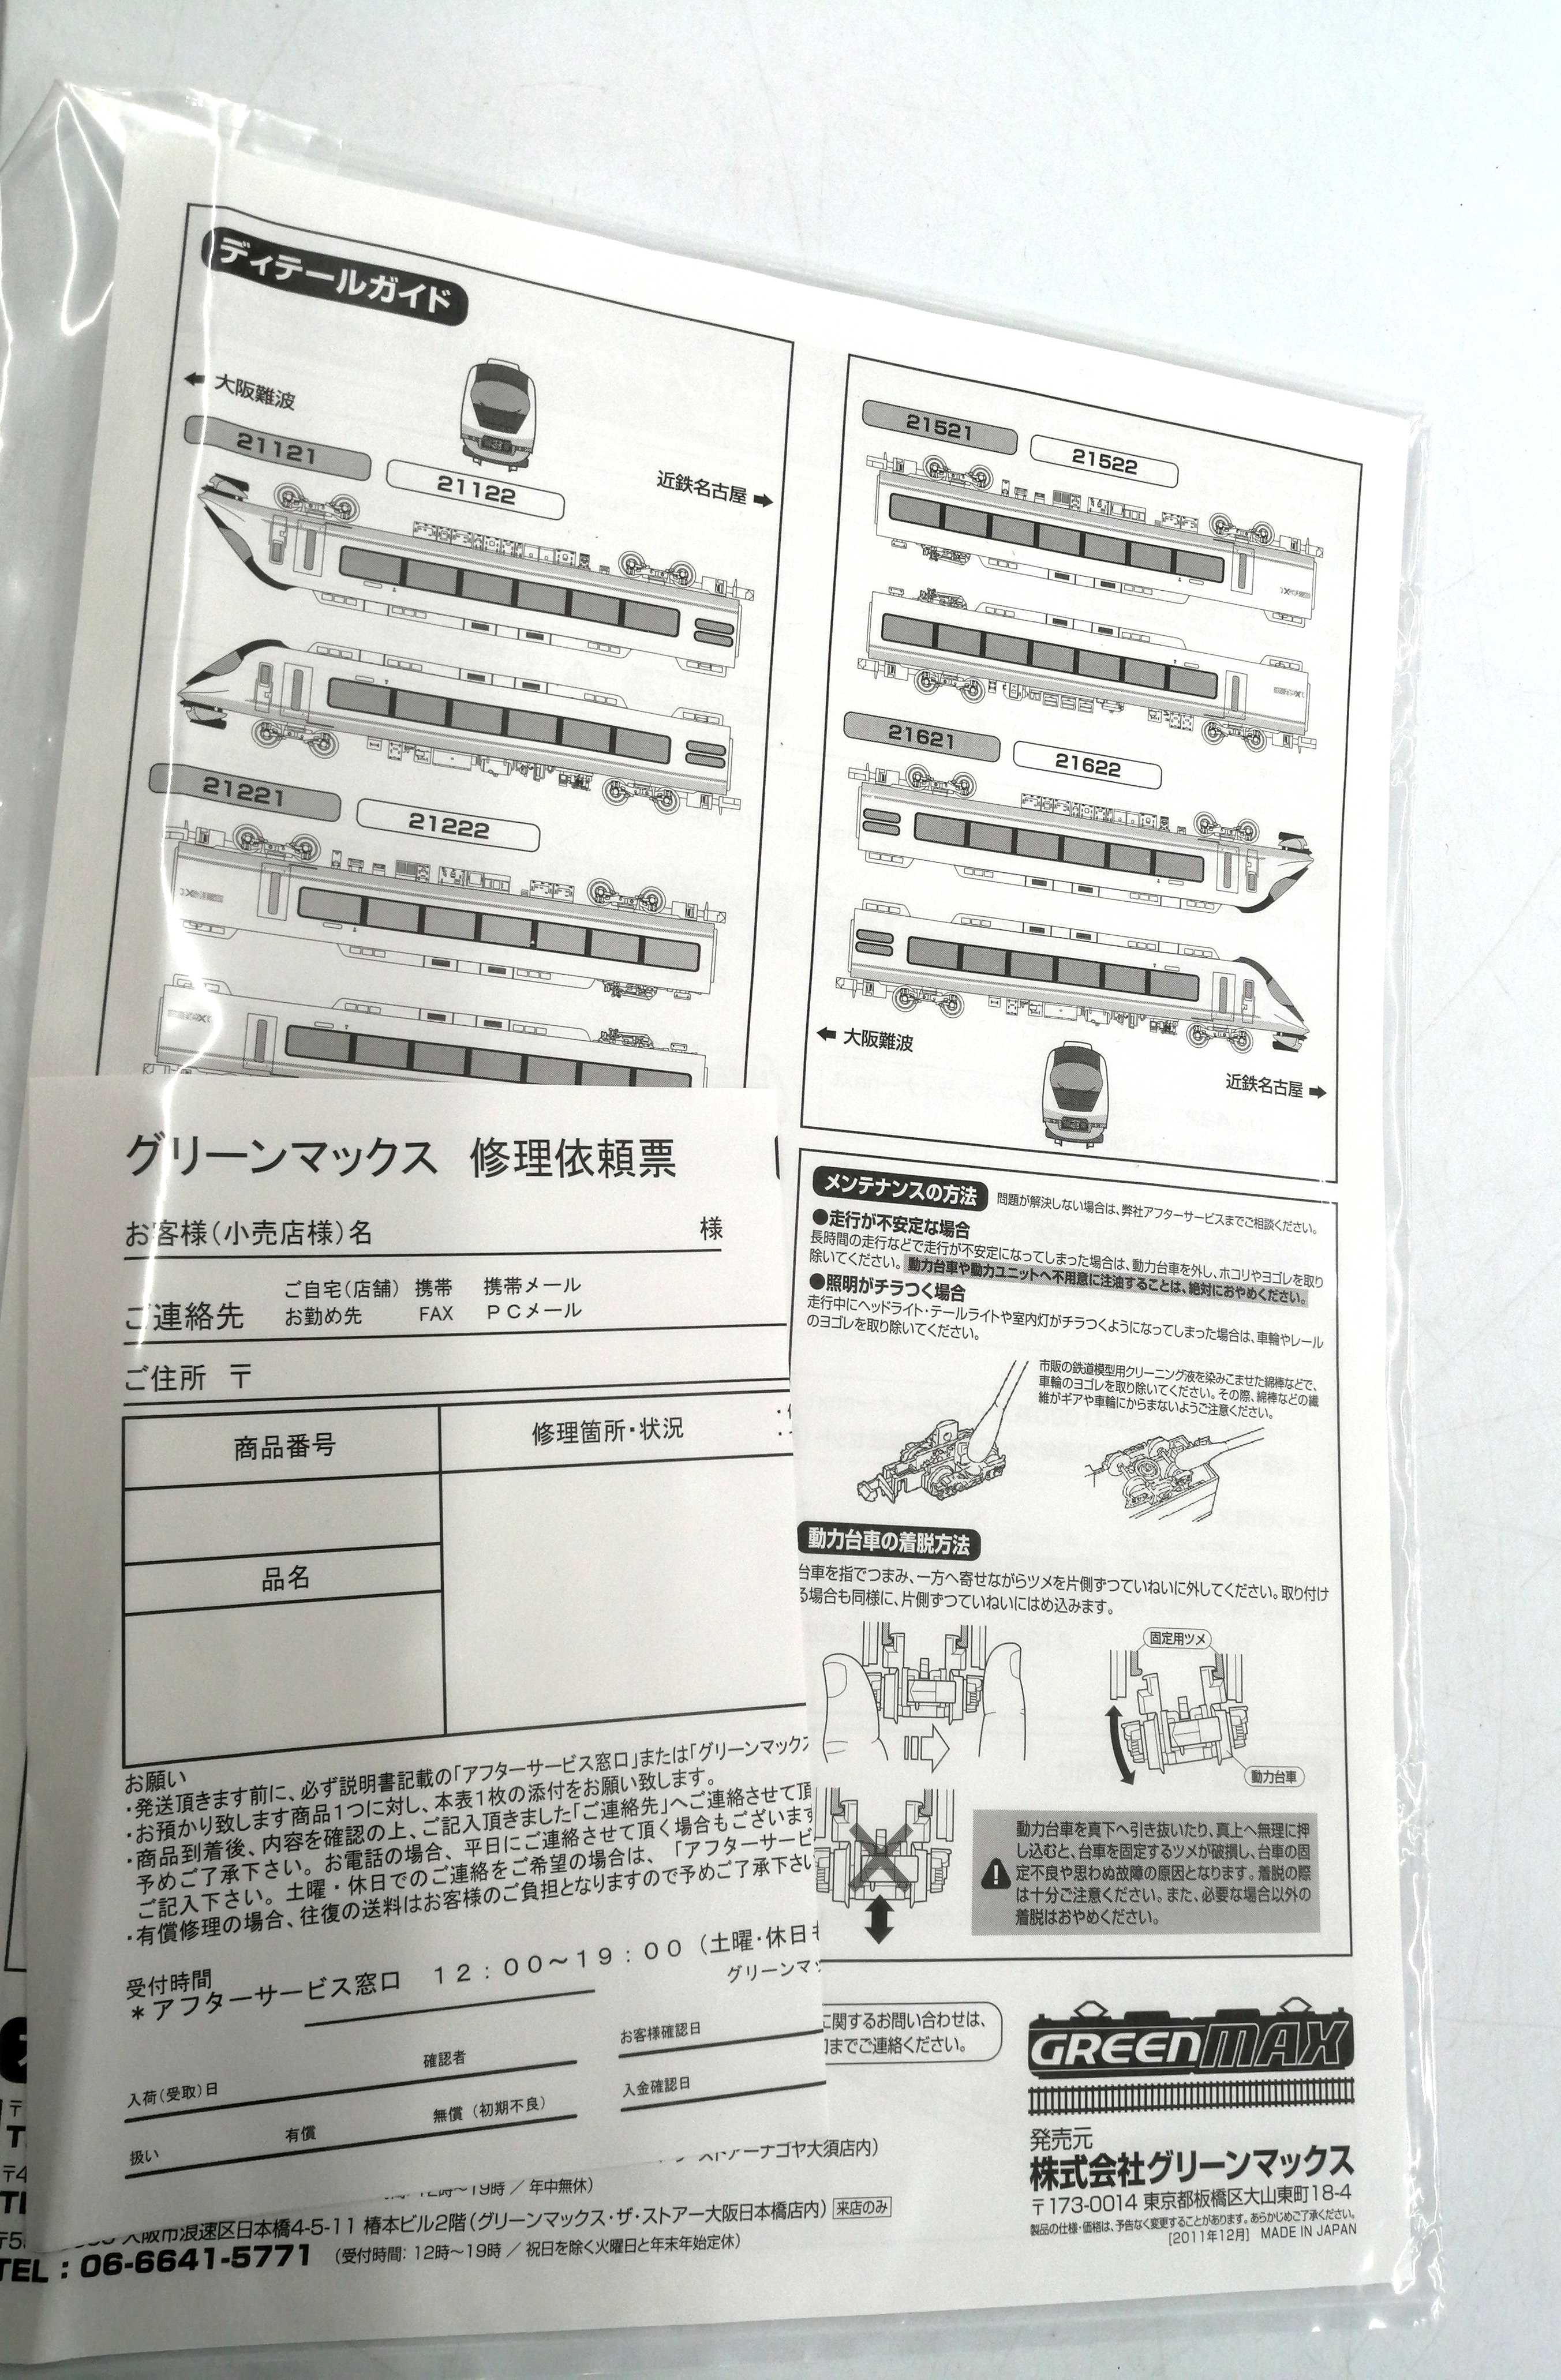 ディテールガイド
大阪難波
21121
21122
近鉄名古屋
21221
21222
21521
21522
21621
21622
大阪難波
近鉄名古屋
グリーンマックス 修理依頼票
お客様(小売店様)名 様
ご連絡先
ご自宅(店舗) 携帯 携帯メール
お勤め先 FAX PCメール
ご住所 〒
商品番号
修理箇所・状況
品名
お願い
・発送頂きます前に、必ず説明書記載の「アフターサービス窓口」または「グリーンマックス
・お預かり致します商品1つに対し、本表1枚の添付をお願い致します。
・商品到着後、内容を確認の上、ご記入頂きました「ご連絡先」へご連絡させて頂
予めご了承下さい。お電話の場合、平日にご連絡させて頂く場合もございます
ご記入下さい。土曜・休日でのご連絡をご希望の場合は、「アフターサービ
・有償修理の場合、往復の送料はお客様のご負担となりますので予めご了承下さい
受付時間
*アフターサービス窓口 12:00~19:00(土曜・休日
グリーンマッ
確認者
お客様確認日
入荷(受取)日
入金確認日
扱い 有償 無償(初期不良)
メンテナンスの方法 問題が解決しない場合は、弊社アフターサービスまでご相談ください。
●走行が不安定な場合
長時間の走行などで走行が不安定になってしまった場合は、動力台車を外し、ホコリやヨゴレを取り
除いてください。動力台車や動力ユニットへ不用意に注油することは、絶対におやめください。
●照明がチラつく場合
走行中にヘッドライト・テールライトや室内灯がチラつくようになってしまった場合は、車輪やレール
のヨゴレを取り除いてください。
市販の鉄道模型用クリーニング液を染みこませた綿棒などで、
車輪のヨゴレを取り除いてください。その際、綿棒などの繊
維がギアや車輪にからまないようご注意ください。
動力台車の着脱方法
台車を指でつまみ、一方へ寄せながらツメを片側ずつていねいに外してください。取り付け
る場合も同様に、片側ずつていねいにはめ込みます。
固定用ツメ
動力台車
動力台車を真下へ引き抜いたり、真上へ無理に押
し込むと、台車を固定するツメが破損し、台車の固
定不良や思わぬ故障の原因となります。着脱の際
は十分ご注意ください。また、必要な場合以外の
着脱はおやめください。
に関するお問い合わせは、
までご連絡ください。
GREENMAX
発売元
株式会社グリーンマックス
〒173-0014 東京都板橋区大山東町18-4
製品の仕様・価格は、予告なく変更することがあります。あらかじめご了承ください。
[2011年12月] MADE IN JAPAN
ストアーナゴヤ大須店内)
12時~19時 / 年中無休)
大阪市浪速区日本橋4-5-11 椿本ビル2階(グリーンマックス・ザ・ストアー大阪日本橋店内) 来店のみ
TEL:06-6641-5771 (受付時間:12時~19時 / 祝日を除く火曜日と年末年始定休)